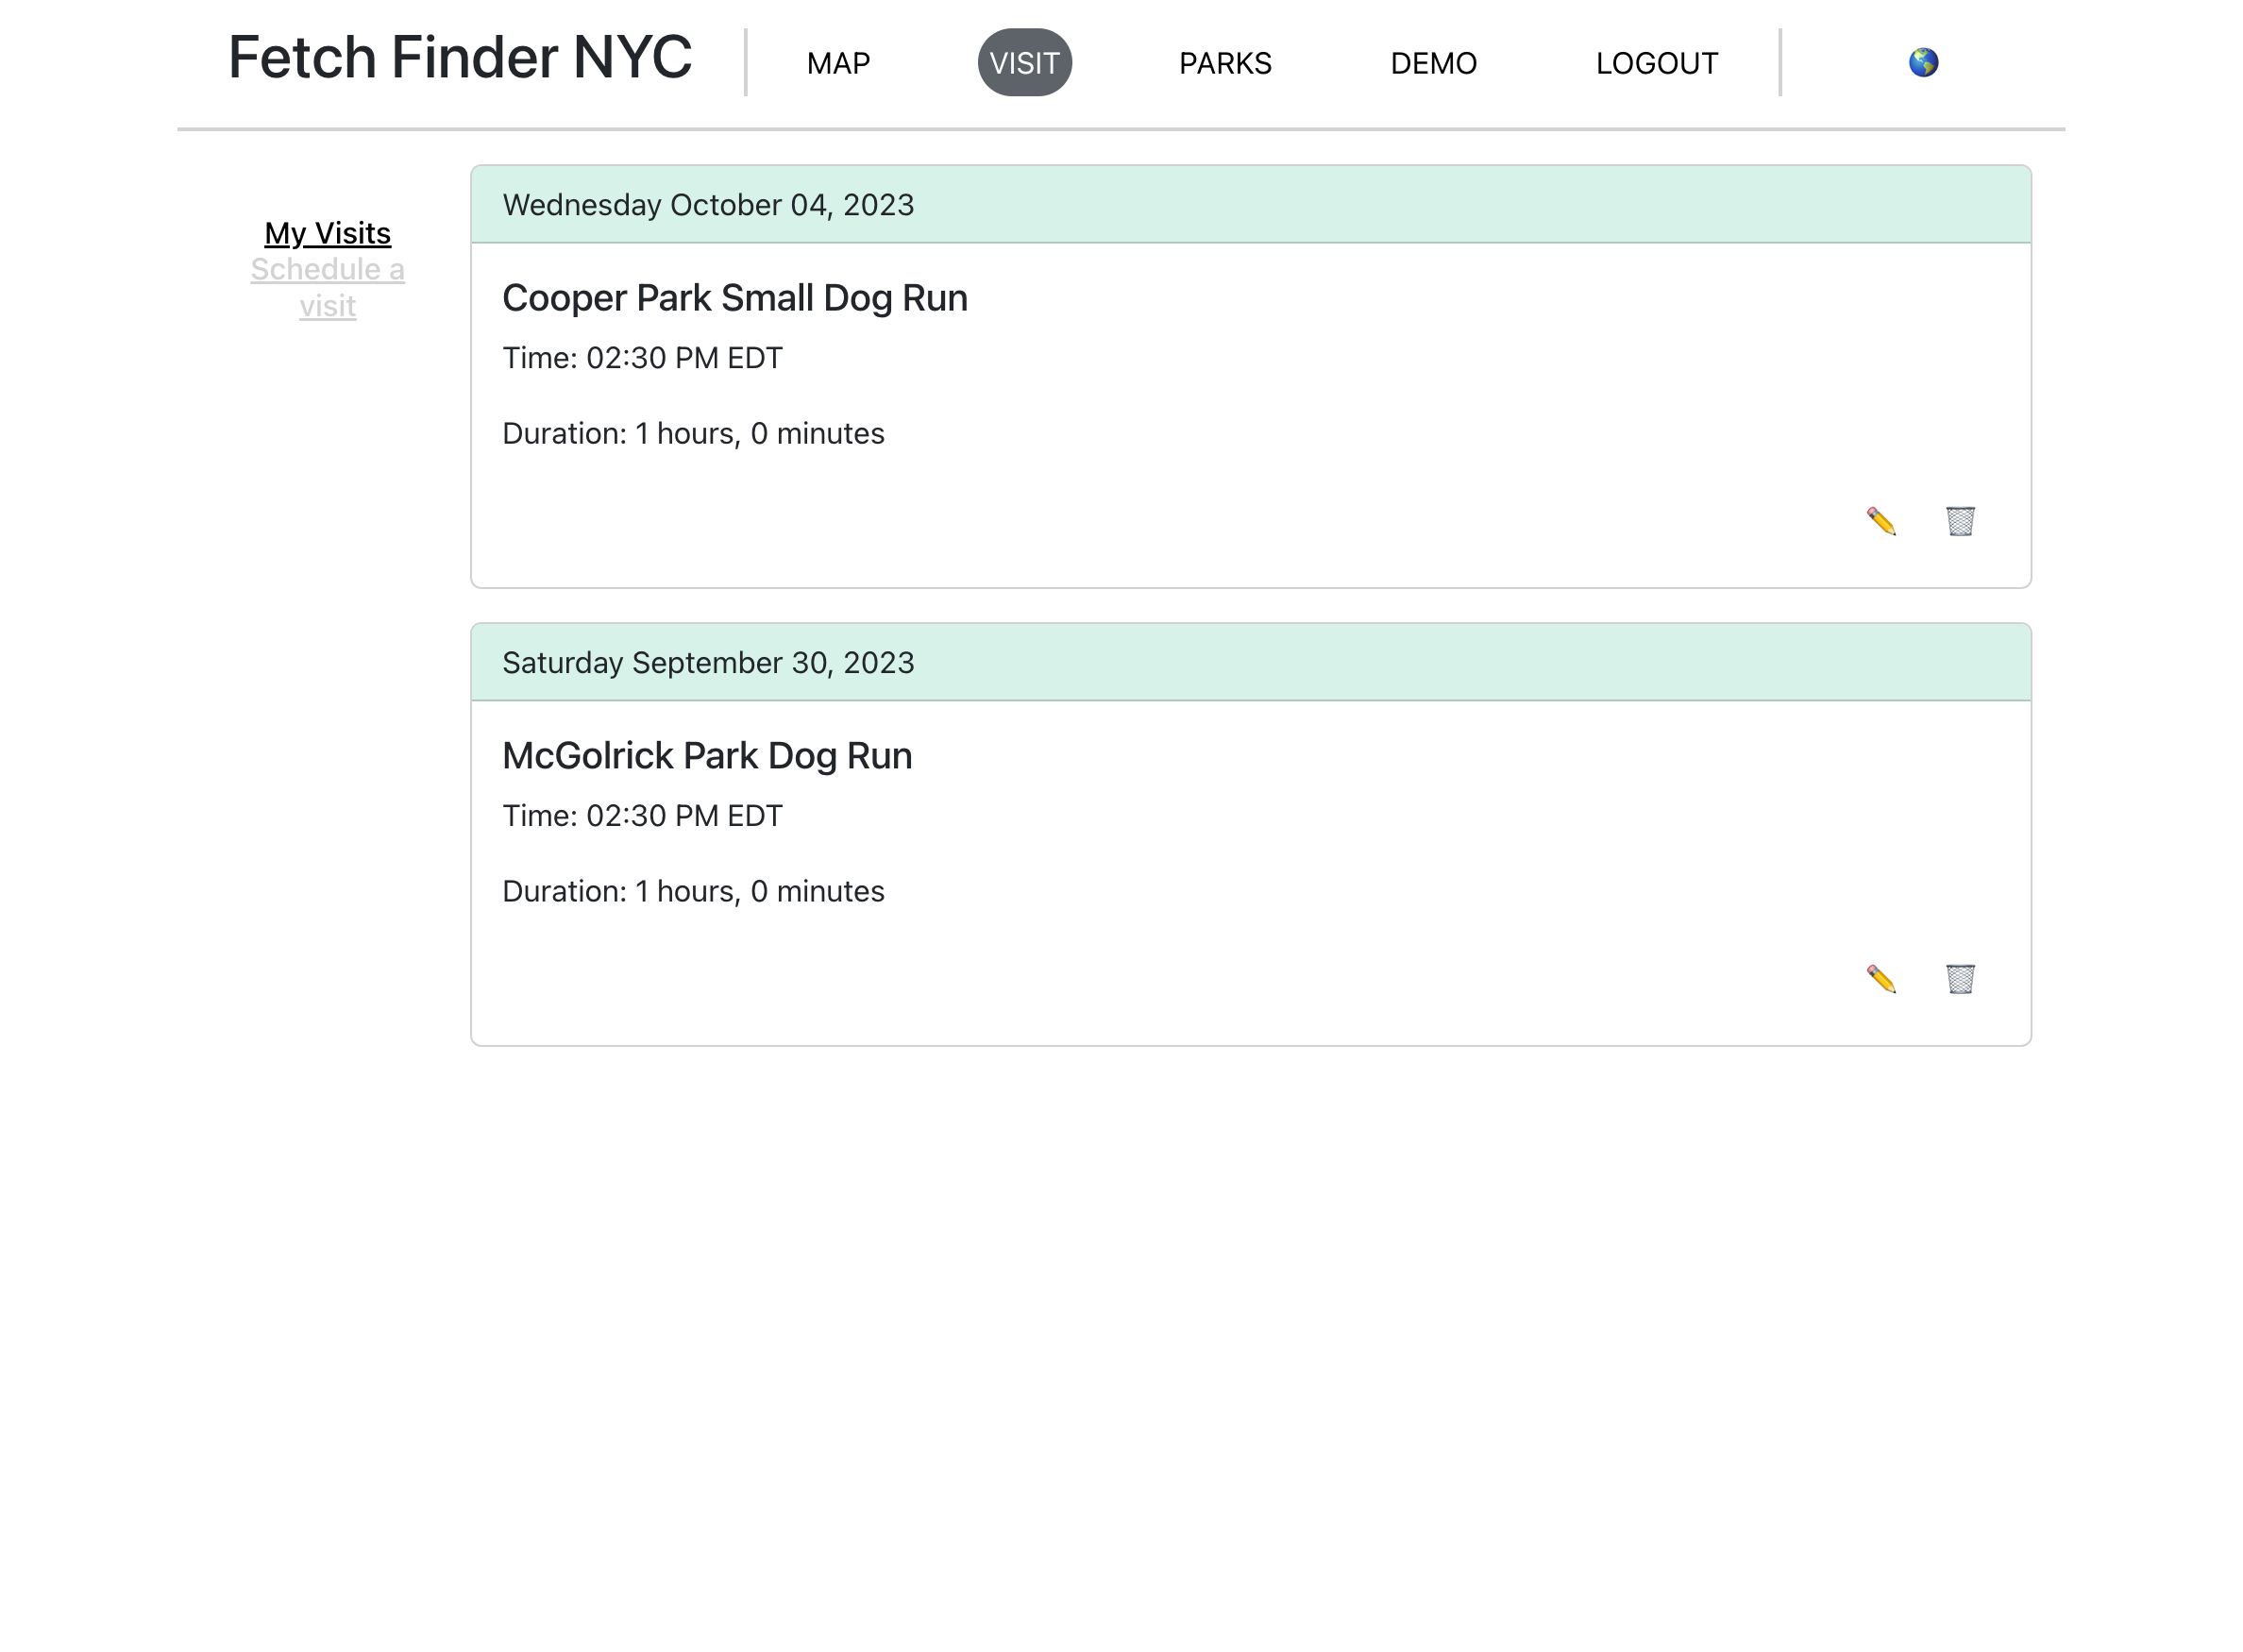 Fetch Finder NYC
MAP
VISIT
PARKS
DEMO
LOGOUT
My Visits
Schedule a
visit
Wednesday October 04, 2023
Cooper Park Small Dog Run
Time: 02:30 PM EDT
Duration: 1 hours, 0 minutes
Saturday September 30, 2023
McGolrick Park Dog Run
Time: 02:30 PM EDT
Duration: 1 hours, 0 minutes